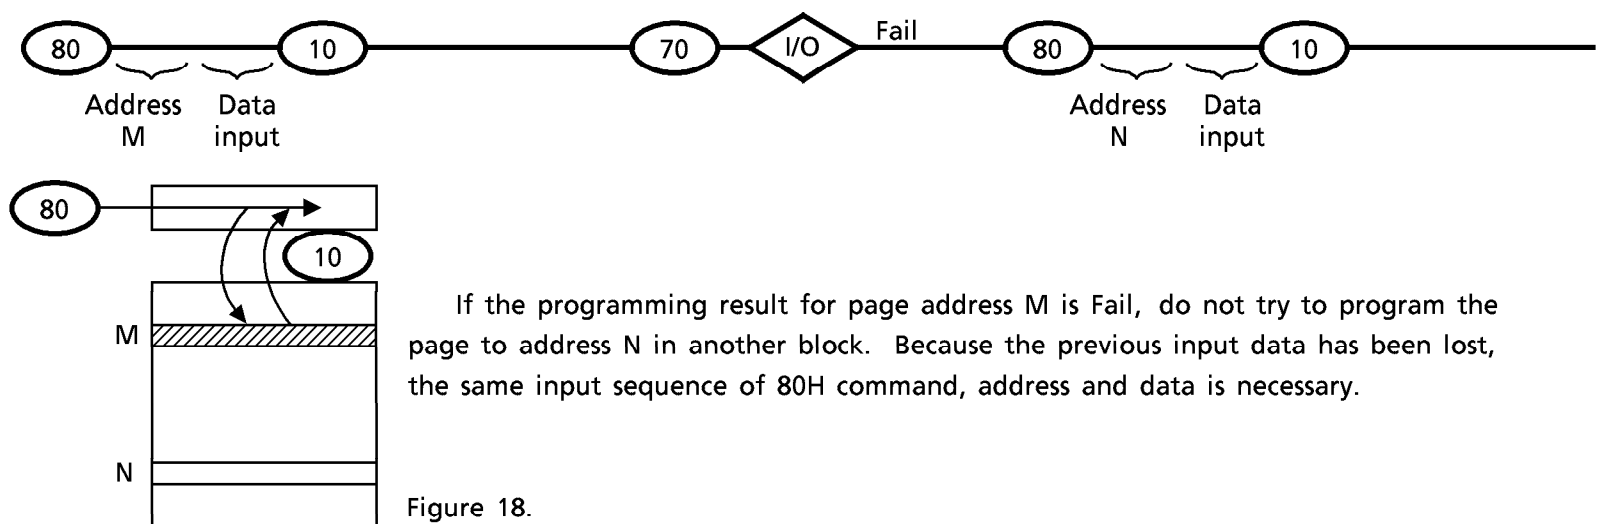 80 10 70 I/O Fail 80 10
Address Data Address Data
M input N input
80
10
If the programming result for page address M is Fail, do not try to program the
M
page to address N in another block. Because the previous input data has been lost,
the same input sequence of 80H command, address and data is necessary.
N
Figure 18.